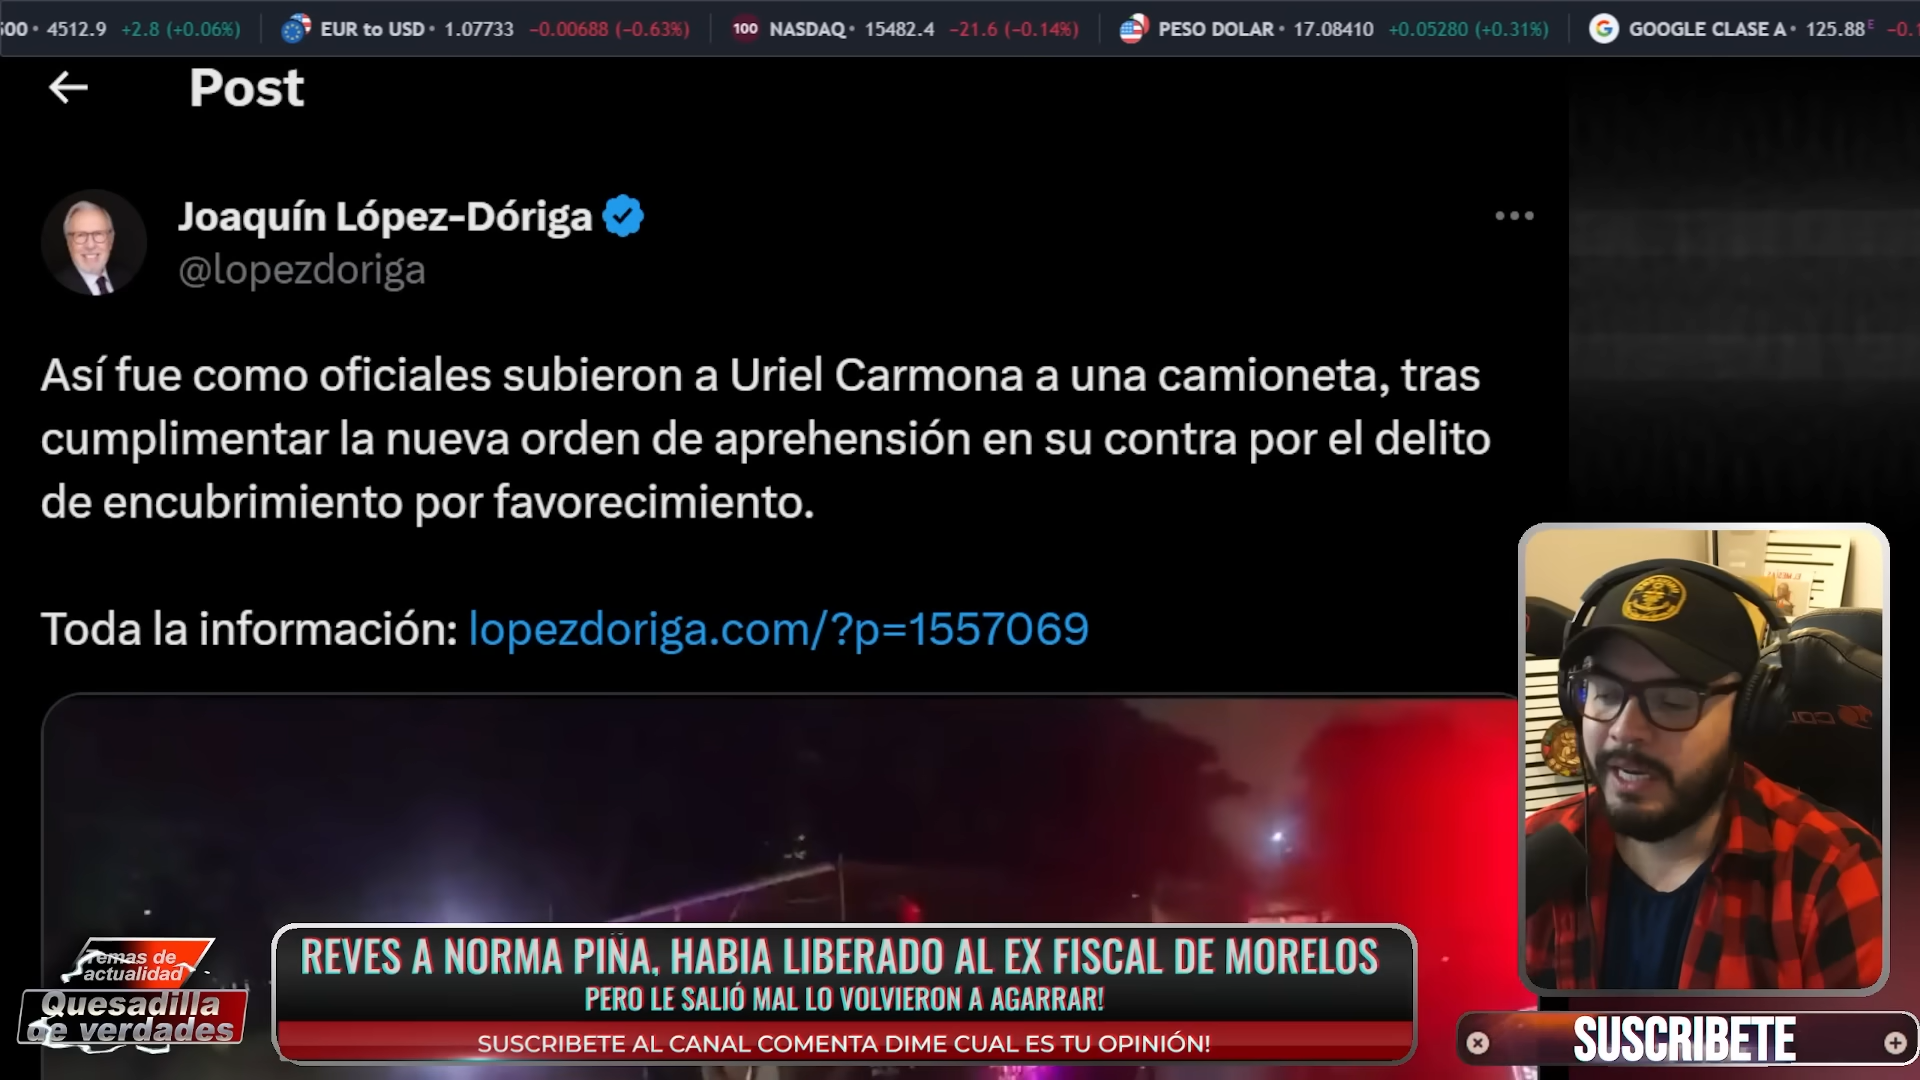 500 • 4512.9 +2.8 (+0.06%) EUR to USD • 1.07733 −0.00688 (−0.63%) 100 NASDAQ • 15482.4 −21.6 (−0.14%) PESO DOLAR • 17.08410 +0.05280 (+0.31%) G GOOGLE CLASE A • 125.88 E
Post
Joaquín López-Dóriga
@lopezdoriga
Así fue como oficiales subieron a Uriel Carmona a una camioneta, tras
cumplimentar la nueva orden de aprehensión en su contra por el delito
de encubrimiento por favorecimiento.
Toda la información: lopezdoriga.com/?p=1557069
Temas de
actualidad
Quesadilla
de verdades
REVES A NORMA PIÑA, HABIA LIBERADO AL EX FISCAL DE MORELOS
PERO LE SALIÓ MAL LO VOLVIERON A AGARRAR!
SUSCRIBETE AL CANAL COMENTA DIME CUAL ES TU OPINIÓN!
SUSCRIBETE